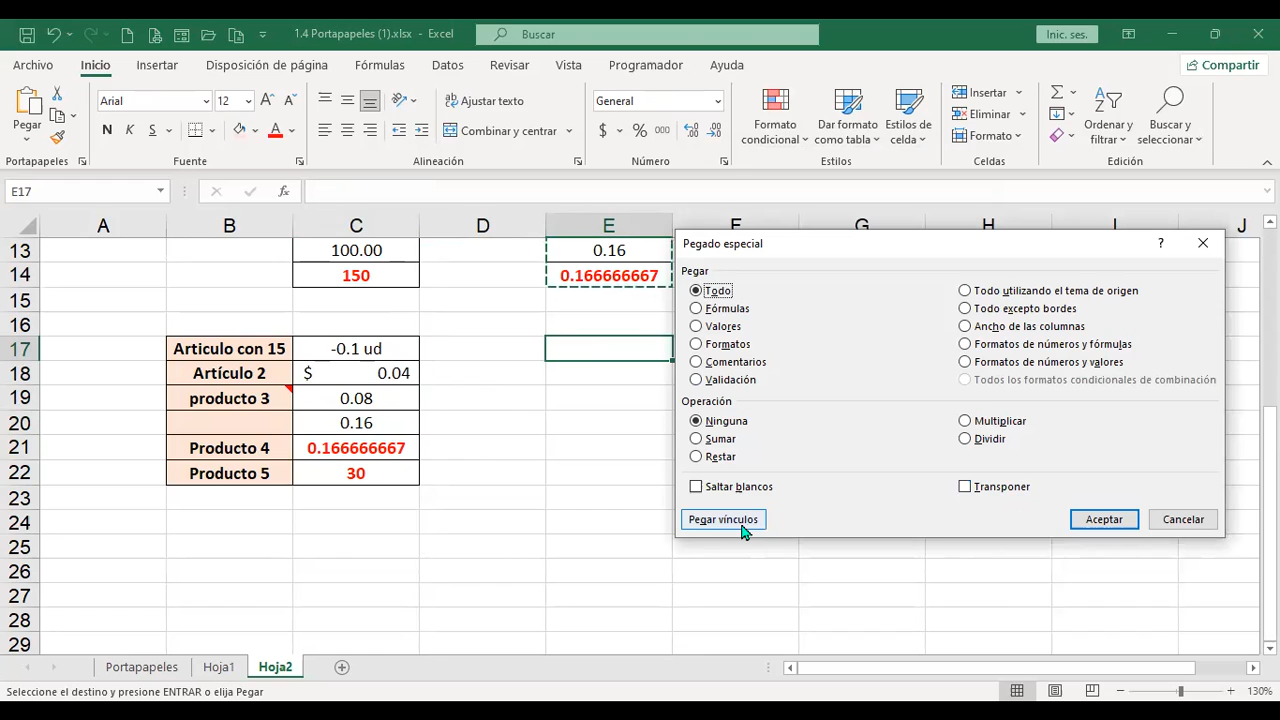 1.4 Portapapeles (1).xlsx - Excel
Buscar
Inic. ses.
Archivo Inicio Insertar Disposición de página Fórmulas Datos Revisar Vista Programador Ayuda
Compartir
Pegar
Portapapeles
Arial 12
N K S
Fuente
Ajustar texto
Combinar y centrar
Alineación
General
$ % 000
Número
Formato condicional
Dar formato como tabla
Estilos de celda
Estilos
Insertar
Eliminar
Formato
Celdas
Ordenar y filtrar
Buscar y seleccionar
Edición
E17
fx
A B C D E F G H I J
13 100.00 0.16
14 150 0.166666667
15
16
17 Articulo con 15 -0.1 ud
18 Artículo 2 $ 0.04
19 producto 3 0.08
20 0.16
21 Producto 4 0.166666667
22 Producto 5 30
23
24
25
26
27
28
29
Pegado especial
Pegar
Todo
Fórmulas
Valores
Formatos
Comentarios
Validación
Todo utilizando el tema de origen
Todo excepto bordes
Ancho de las columnas
Formatos de números y fórmulas
Formatos de números y valores
Todos los formatos condicionales de combinación
Operación
Ninguna
Sumar
Restar
Multiplicar
Dividir
Saltar blancos
Transponer
Pegar vínculos
Aceptar
Cancelar
Portapapeles Hoja1 Hoja2
Seleccione el destino y presione ENTRAR o elija Pegar
130%